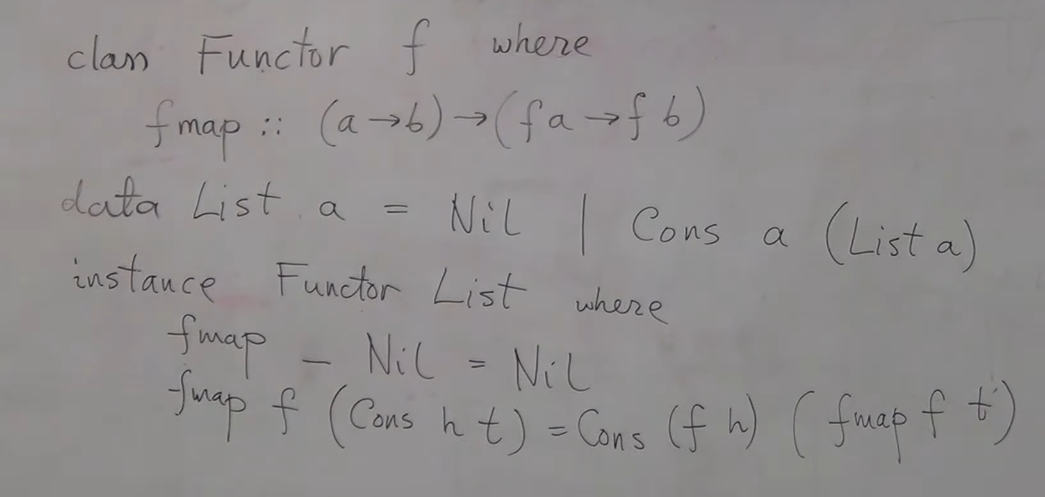 class Functor f where
fmap :: (a → b) → (f a → f b)
data List a = Nil | Cons a (List a)
instance Functor List where
fmap _ Nil = Nil
fmap f (Cons h t) = Cons (f h) (fmap f t)